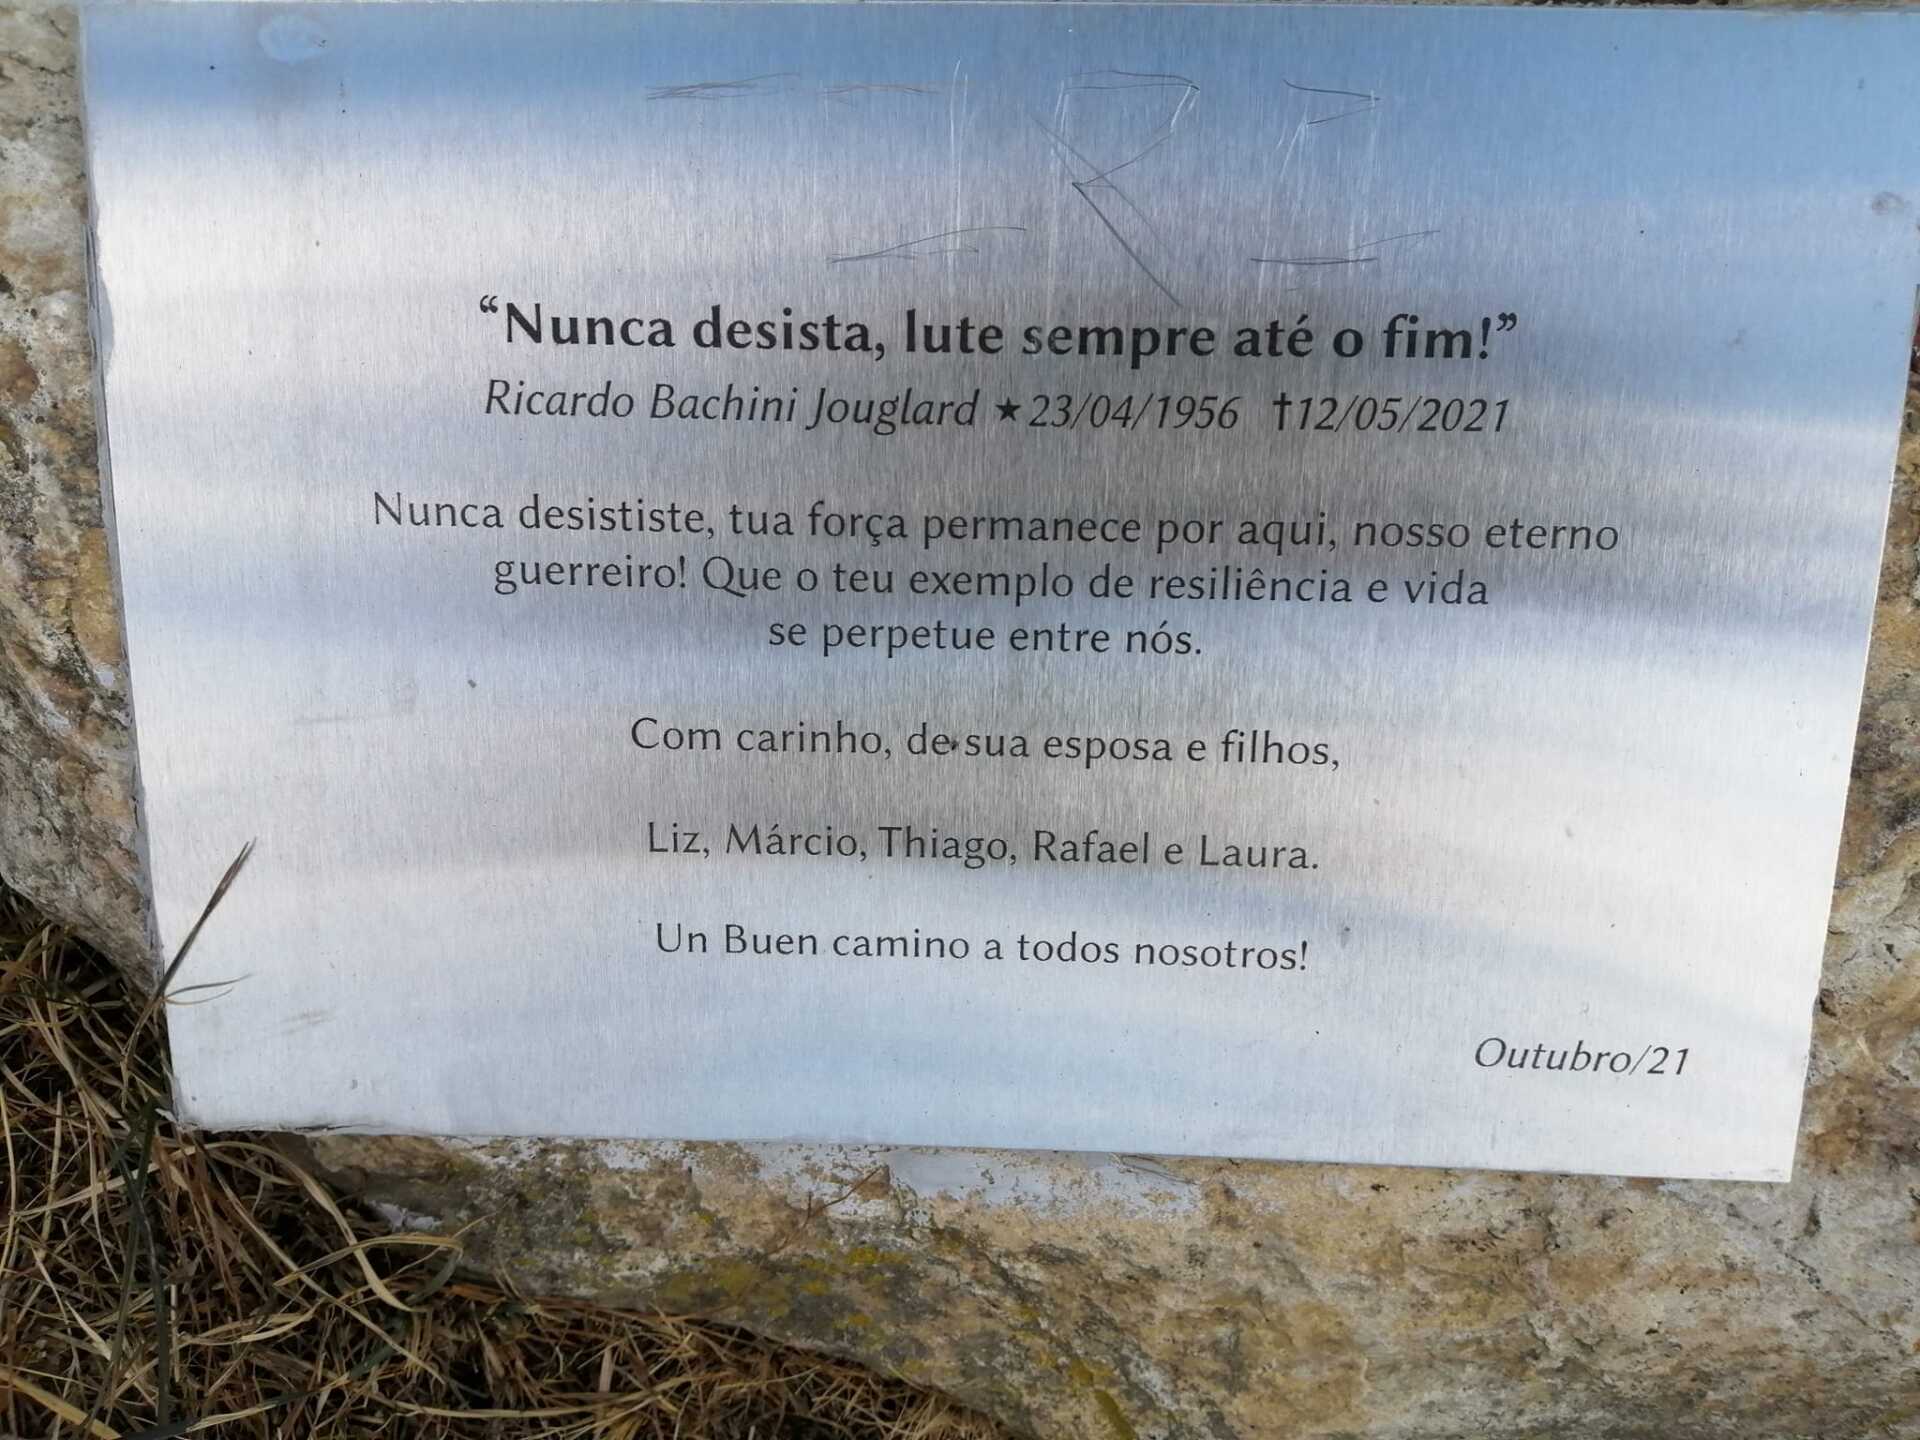 “Nunca desista, lute sempre até o fim!”
Ricardo Bachini Jouglard ★23/04/1956 †12/05/2021
Nunca desististe, tua força permanece por aqui, nosso eterno
guerreiro! Que o teu exemplo de resiliência e vida
se perpetue entre nós.
Com carinho, de sua esposa e filhos,
Liz, Márcio, Thiago, Rafael e Laura.
Un Buen camino a todos nosotros!
Outubro/21